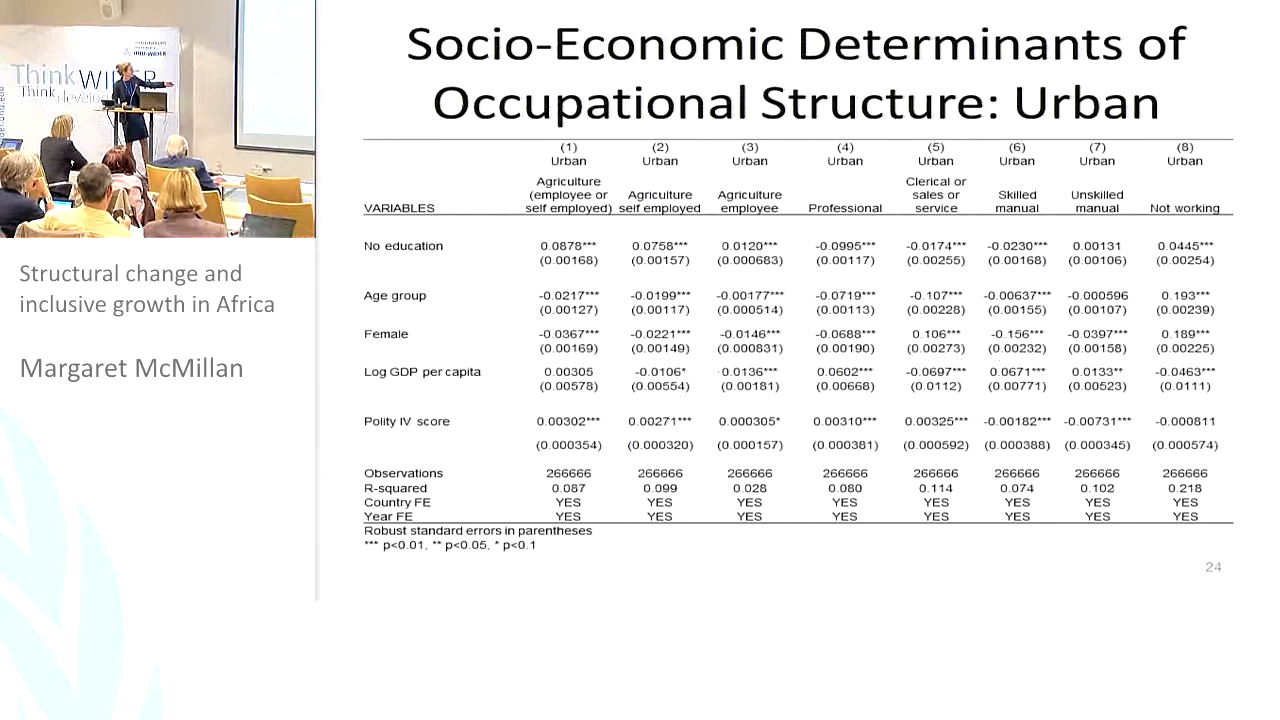 Think WIDER
Think develop
Structural change and
inclusive growth in Africa
Margaret McMillan
Socio-Economic Determinants of
Occupational Structure: Urban
(1) (2) (3) (4) (5) (6) (7) (8)
Urban Urban Urban Urban Urban Urban Urban Urban
VARIABLES Agriculture (employee or self employed) Agriculture self employed Agriculture employee Professional Clerical or sales or service Skilled manual Unskilled manual Not working
No education 0.0878*** 0.0758*** 0.0120*** -0.0995*** -0.0174*** -0.0230*** 0.00131 0.0445***
(0.00168) (0.00157) (0.000683) (0.00117) (0.00255) (0.00168) (0.00106) (0.00254)
Age group -0.0217*** -0.0199*** -0.00177*** -0.0719*** -0.107*** -0.00637*** -0.000596 0.193***
(0.00127) (0.00117) (0.000514) (0.00113) (0.00228) (0.00155) (0.00107) (0.00239)
Female -0.0367*** -0.0221*** -0.0146*** -0.0688*** 0.106*** -0.156*** -0.0397*** 0.189***
(0.00169) (0.00149) (0.000831) (0.00190) (0.00273) (0.00232) (0.00158) (0.00225)
Log GDP per capita 0.00305 -0.0106* 0.0136*** 0.0602*** -0.0697*** 0.0671*** 0.0133** -0.0463***
(0.00578) (0.00554) (0.00181) (0.00668) (0.0112) (0.00771) (0.00523) (0.0111)
Polity IV score 0.00302*** 0.00271*** 0.000305* 0.00310*** 0.00325*** -0.00182*** -0.00731*** -0.000811
(0.000354) (0.000320) (0.000157) (0.000381) (0.000592) (0.000388) (0.000345) (0.000574)
Observations 266666 266666 266666 266666 266666 266666 266666 266666
R-squared 0.087 0.099 0.028 0.080 0.114 0.074 0.102 0.218
Country FE YES YES YES YES YES YES YES YES
Year FE YES YES YES YES YES YES YES YES
Robust standard errors in parentheses
*** p<0.01, ** p<0.05, * p<0.1
24